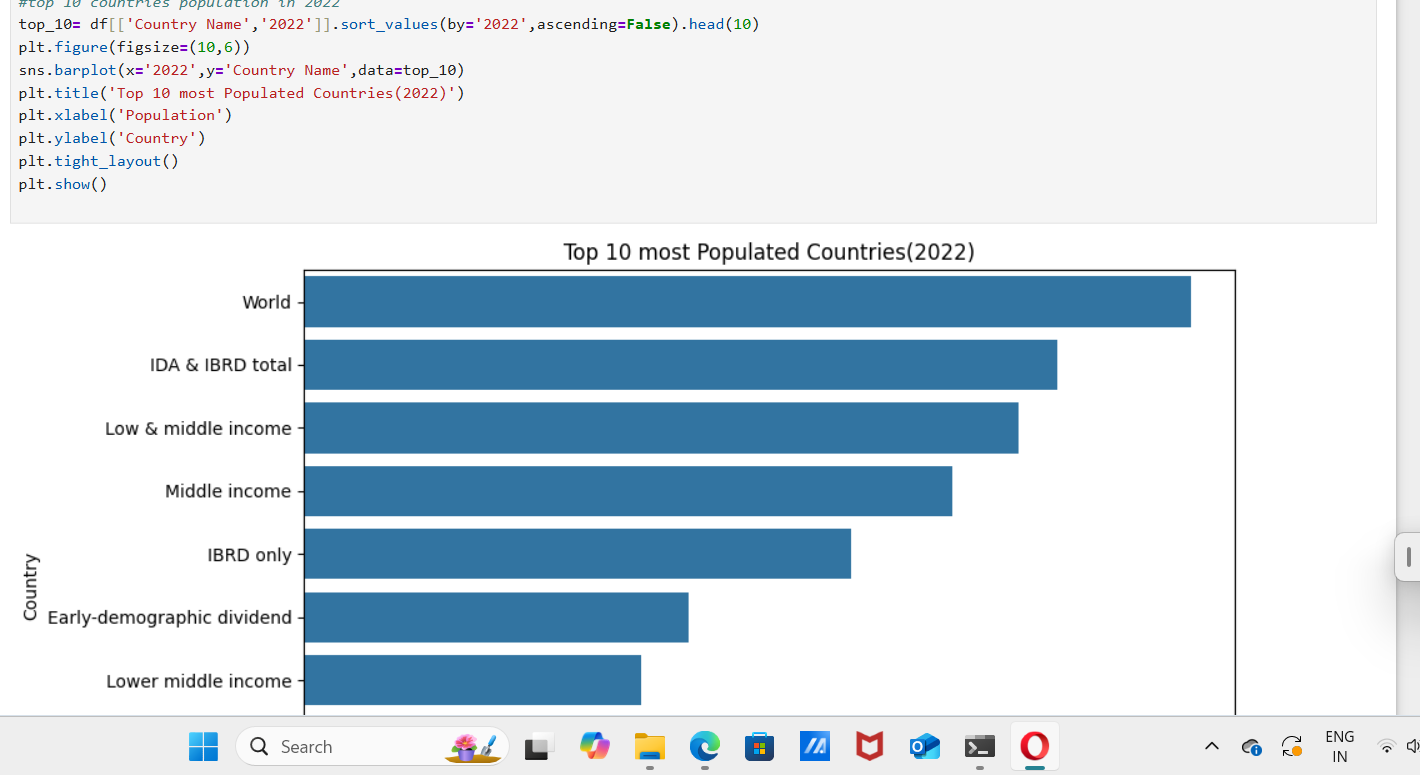 #top 10 countries population in 2022
top_10= df[['Country Name','2022']].sort_values(by='2022',ascending=False).head(10)
plt.figure(figsize=(10,6))
sns.barplot(x='2022',y='Country Name',data=top_10)
plt.title('Top 10 most Populated Countries(2022)')
plt.xlabel('Population')
plt.ylabel('Country')
plt.tight_layout()
plt.show()
Top 10 most Populated Countries(2022)
World
IDA & IBRD total
Low & middle income
Middle income
IBRD only
Country
Early-demographic dividend
Lower middle income
Search
ENG
IN